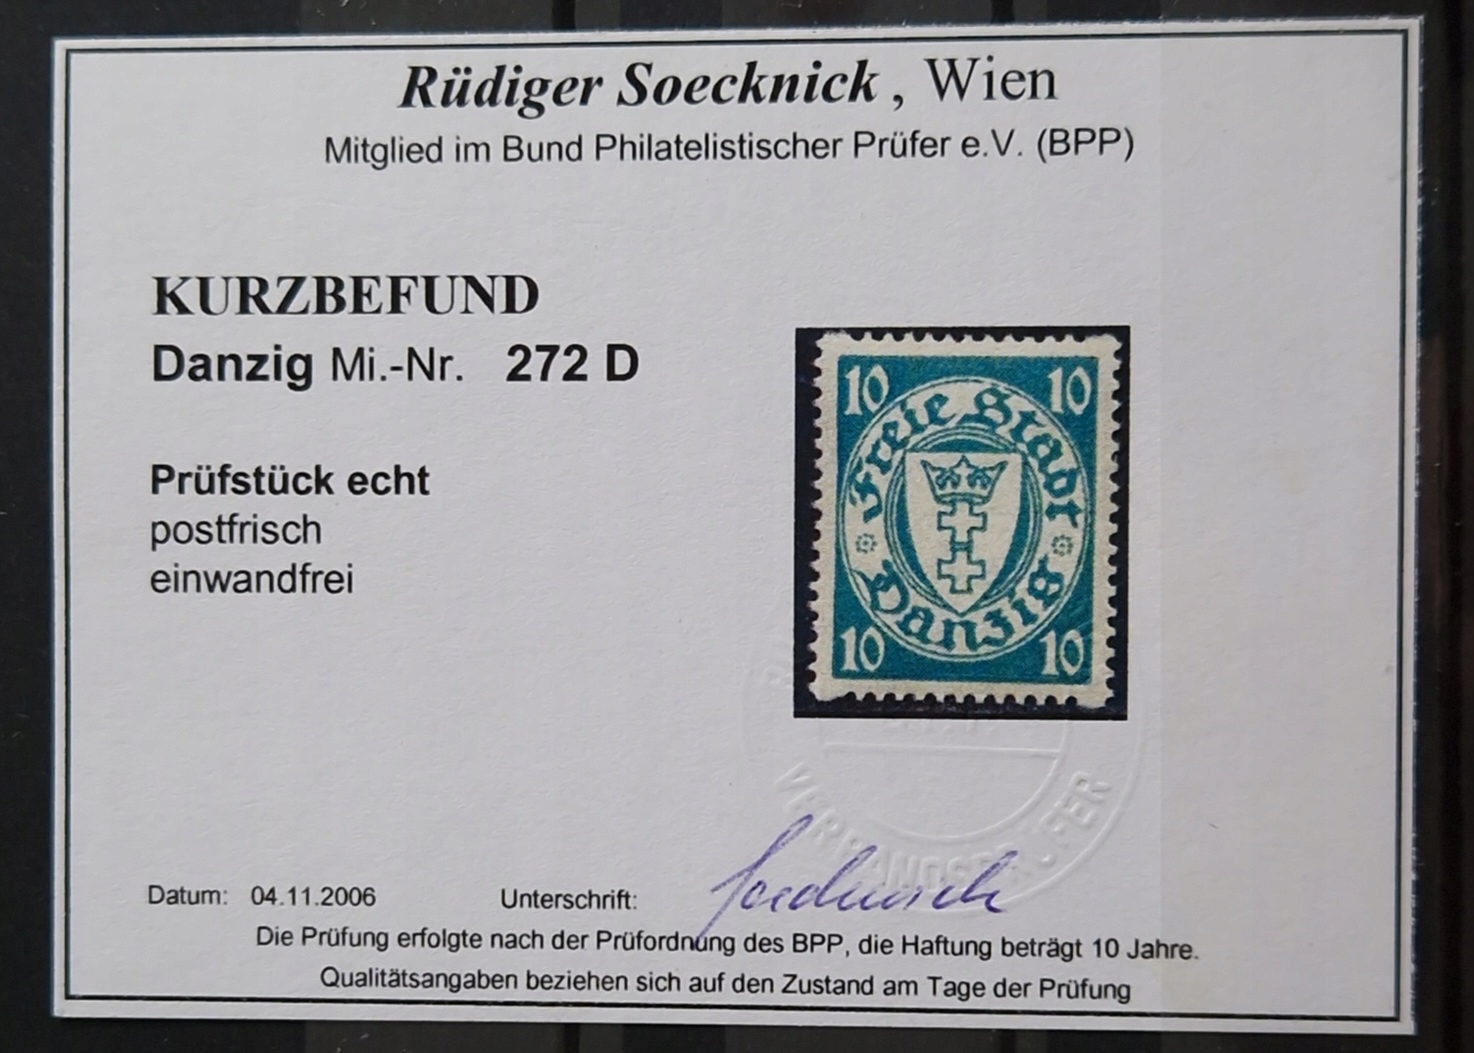 Rüdiger Soecknick, Wien
Mitglied im Bund Philatelistischer Prüfer e.V. (BPP)
KURZBEFUND
Danzig Mi.-Nr. 272 D
10 10
Freie Stadt
Danzig
10 10
Prüfstück echt
postfrisch
einwandfrei
VERBANDSPRÜFER
Datum: 04.11.2006 Unterschrift:
Die Prüfung erfolgte nach der Prüfordnung des BPP, die Haftung beträgt 10 Jahre.
Qualitätsangaben beziehen sich auf den Zustand am Tage der Prüfung